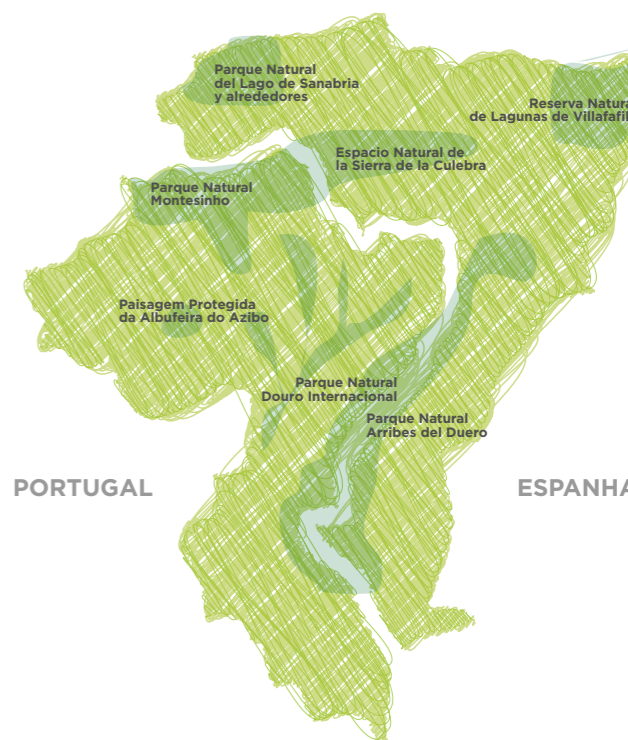 Parque Natural
del Lago de Sanabria
y alrededores
Reserva Natura
de Lagunas de Villafáfil
Espacio Natural de
la Sierra de la Culebra
Parque Natural
Montesinho
Paisagem Protegida
da Albufeira do Azibo
Parque Natural
Douro Internacional
Parque Natural
Arribes del Duero
PORTUGAL
ESPANHA